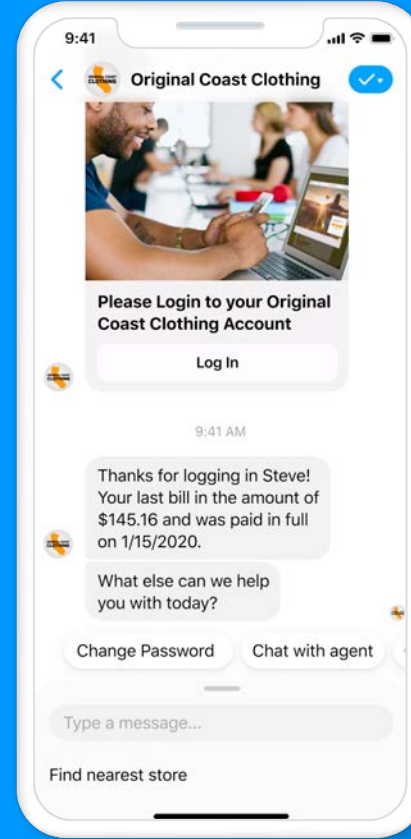 9:41
Original Coast Clothing
Please Login to your Original
Coast Clothing Account
Log In
9:41 AM
Thanks for logging in Steve!
Your last bill in the amount of
$145.16 and was paid in full
on 1/15/2020.
What else can we help
you with today?
Change Password
Chat with agent
Type a message...
Find nearest store